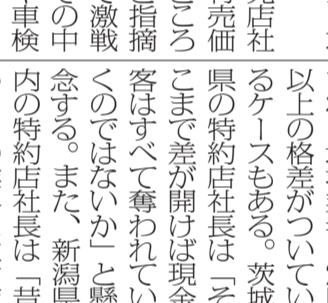 店社
売価
ころ
指摘
激戦
の中
車検
以上の格差がついてい
るケースもある。茨城
県の特約店社長は「そ
こまで差が開けば現金
客はすべて奪われてい
くのではないか」と懸
念する。また、新潟県
内の特約店社長は「昔